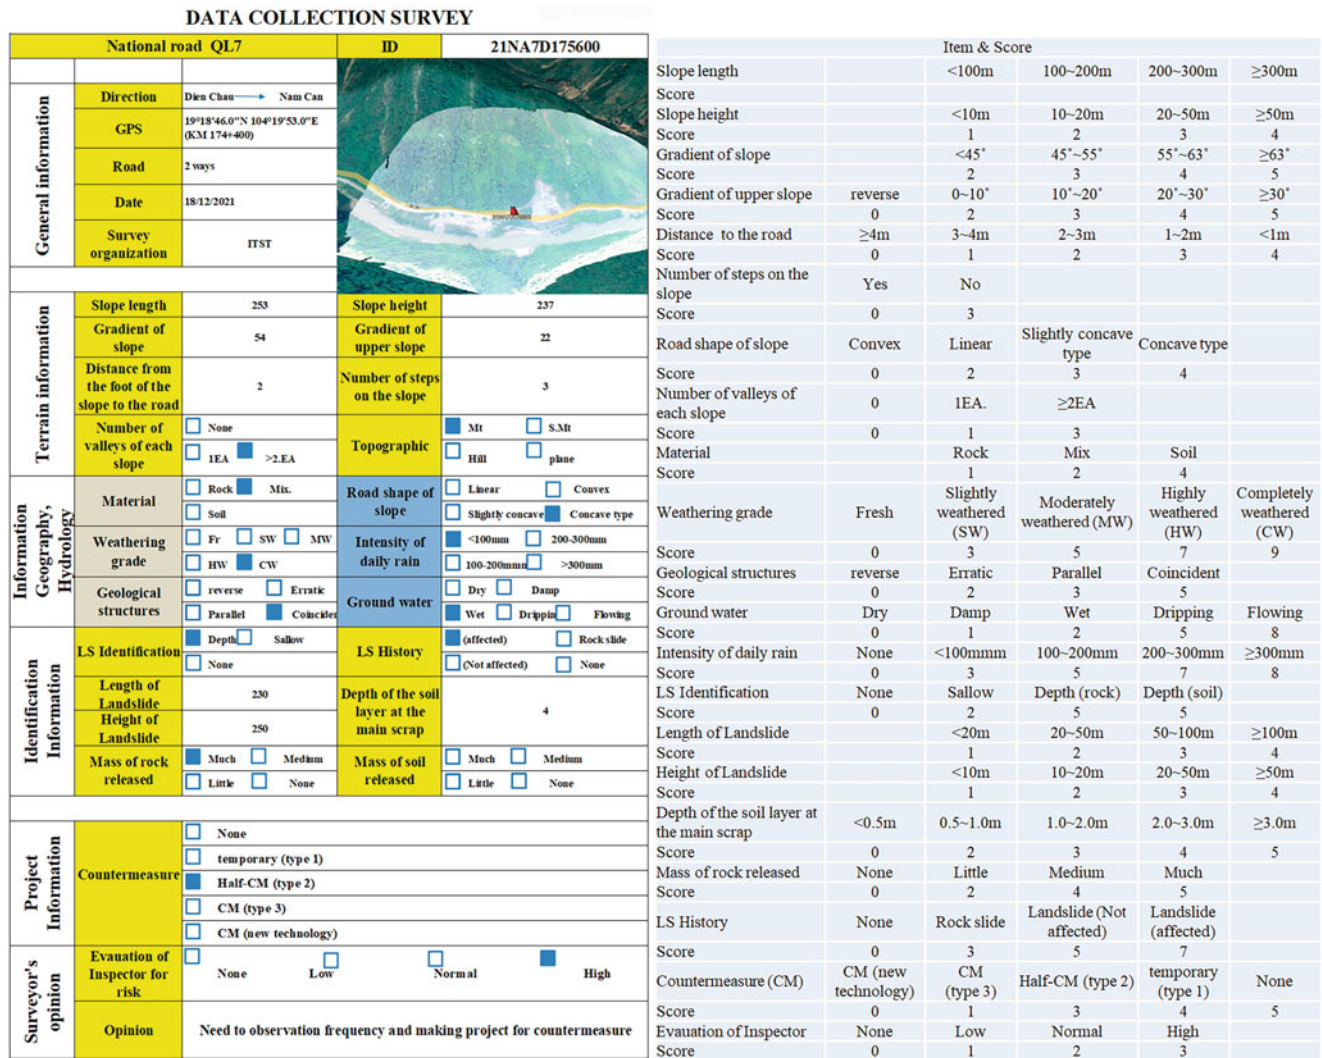 DATA COLLECTION SURVEY
National road QL7 ID 21NA7D175600
General information
Direction Dien Chau Nam Can
GPS 19°18'46.0"N 104°19'53.0"E
(KM 174+400)
Road 2 ways
Date 18/12/2021
Survey
organization ITST
Terrain information
Slope length 253 Slope height 237
Gradient of
slope 54 Gradient of
upper slope 22
Distance from
the foot of the
slope to the road 2 Number of steps
on the slope 3
Number of
valleys of each
slope None
1EA >2.EA
Topographic Mt S.Mt
Hill plane
Information
Geography,
Hydrology
Material Rock Mix.
Soil
Road shape of
slope Linear Convex
Slightly concave Concave type
Weathering
grade Fr SW MW
HW CW
Intensity of
daily rain <100mm 200-300mm
100-200mmm >300mm
Geological
structures reverse Erratic
Parallel Coincider
Ground water Dry Damp
Wet Drippin Flowing
Identification
Information
LS Identification Depth Sallow
None
LS History (affected) Rock slide
(Not affected) None
Length of
Landslide 230
Height of
Landslide 250
Depth of the soil
layer at the
main scrap 4
Mass of rock
released Much Medium
Little None
Mass of soil
released Much Medium
Little None
Project
Information
Countermeasure
None
temporary (type 1)
Half-CM (type 2)
CM (type 3)
CM (new technology)
Surveyor's
opinion
Evauation of
Inspector for
risk None Low Normal High
Opinion Need to observation frequency and making project for countermeasure
Item & Score
Slope length <100m 100~200m 200~300m ≥300m
Score
Slope height <10m 10~20m 20~50m ≥50m
Score 1 2 3 4
Gradient of slope <45° 45°~55° 55°~63° ≥63°
Score 2 3 4 5
Gradient of upper slope reverse 0~10° 10°~20° 20°~30° ≥30°
Score 0 2 3 4 5
Distance to the road ≥4m 3~4m 2~3m 1~2m <1m
Score 0 1 2 3 4
Number of steps on the
slope Yes No
Score 0 3
Road shape of slope Convex Linear Slightly concave
type Concave type
Score 0 2 3 4
Number of valleys of
each slope 0 1EA. ≥2EA
Score 0 1 3
Material Rock Mix Soil
Score 1 2 4
Weathering grade Fresh Slightly
weathered
(SW) Moderately
weathered (MW) Highly
weathered
(HW) Completely
weathered
(CW)
Score 0 3 5 7 9
Geological structures reverse Erratic Parallel Coincident
Score 0 2 3 5
Ground water Dry Damp Wet Dripping Flowing
Score 0 1 2 5 8
Intensity of daily rain None <100mmm 100~200mm 200~300mm ≥300mm
Score 0 3 5 7 8
LS Identification None Sallow Depth (rock) Depth (soil)
Score 0 2 5 5
Length of Landslide <20m 20~50m 50~100m ≥100m
Score 1 2 3 4
Height of Landslide <10m 10~20m 20~50m ≥50m
Score 1 2 3 4
Depth of the soil layer at
the main scrap <0.5m 0.5~1.0m 1.0~2.0m 2.0~3.0m ≥3.0m
Score 0 2 3 4 5
Mass of rock released None Little Medium Much
Score 0 2 4 5
LS History None Rock slide Landslide (Not
affected) Landslide
(affected)
Score 0 3 5 7
Countermeasure (CM) CM (new
technology) CM
(type 3) Half-CM (type 2) temporary
(type 1) None
Score 0 1 3 4 5
Evauation of Inspector None Low Normal High
Score 0 1 2 3